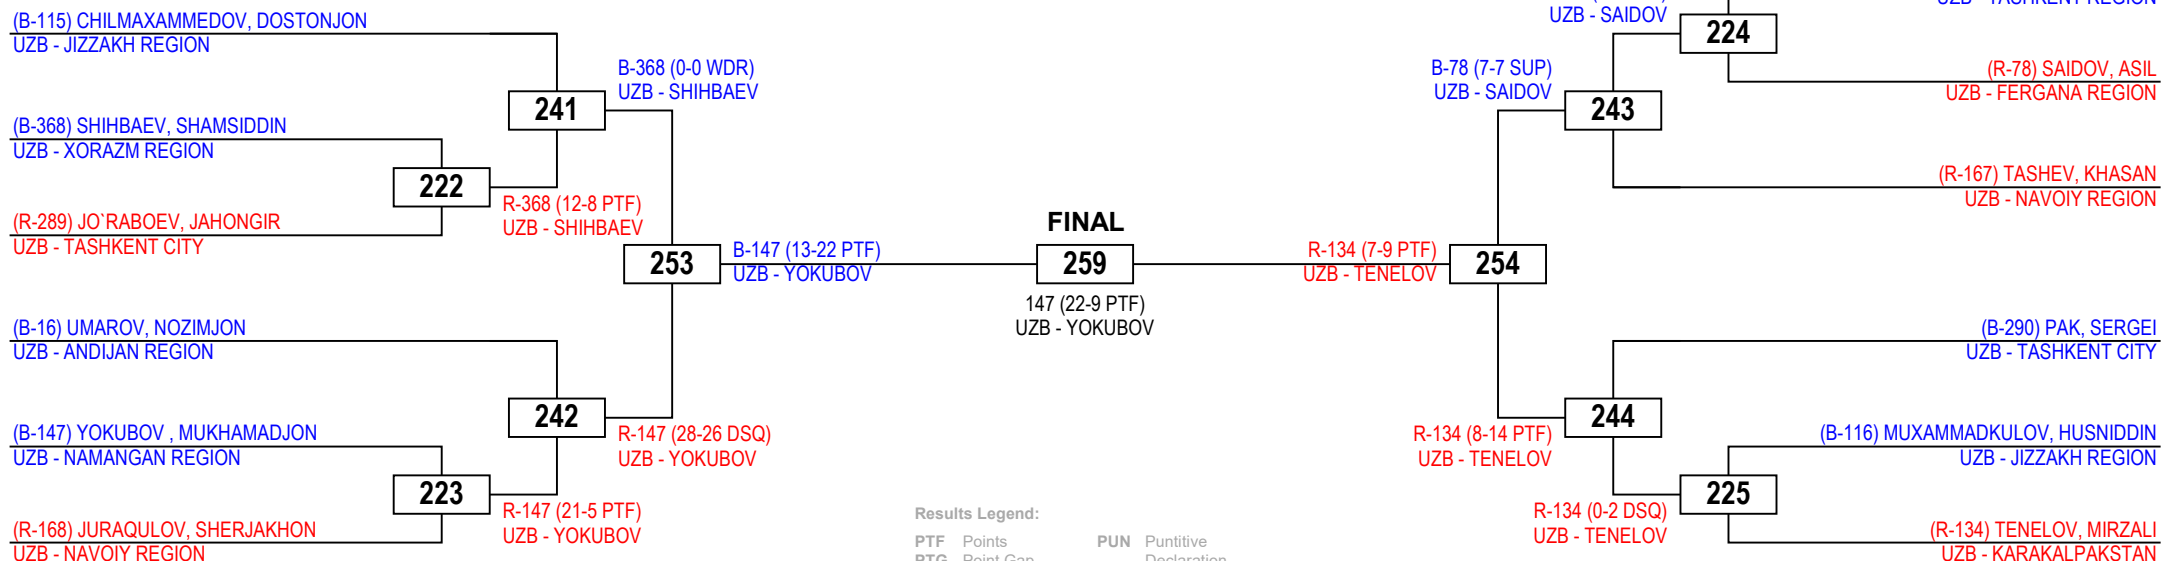 (B-115) CHILMAXAMMEDOV, DOSTONJON
UZB - JIZZAKH REGION
241
B-368 (0-0 WDR)
UZB - SHIHBAEV
(B-368) SHIHBAEV, SHAMSIDDIN
UZB - XORAZM REGION
222
R-368 (12-8 PTF)
UZB - SHIHBAEV
(R-289) JO`RABOEV, JAHONGIR
UZB - TASHKENT CITY
253
B-147 (13-22 PTF)
UZB - YOKUBOV
(B-16) UMAROV, NOZIMJON
UZB - ANDIJAN REGION
242
R-147 (28-26 DSQ)
UZB - YOKUBOV
(B-147) YOKUBOV , MUKHAMADJON
UZB - NAMANGAN REGION
223
R-147 (21-5 PTF)
UZB - YOKUBOV
(R-168) JURAQULOV, SHERJAKHON
UZB - NAVOIY REGION
FINAL
259
147 (22-9 PTF)
UZB - YOKUBOV
UZB - SAIDOV
UZB - TASHKENT REGION
224
(R-78) SAIDOV, ASIL
UZB - FERGANA REGION
B-78 (7-7 SUP)
UZB - SAIDOV
243
(R-167) TASHEV, KHASAN
UZB - NAVOIY REGION
R-134 (7-9 PTF)
UZB - TENELOV
254
(B-290) PAK, SERGEI
UZB - TASHKENT CITY
R-134 (8-14 PTF)
UZB - TENELOV
244
(B-116) MUXAMMADKULOV, HUSNIDDIN
UZB - JIZZAKH REGION
R-134 (0-2 DSQ)
UZB - TENELOV
225
(R-134) TENELOV, MIRZALI
UZB - KARAKALPAKSTAN
Results Legend:
PTF Points PUN Puntitive
PTG Point Gap Declaration